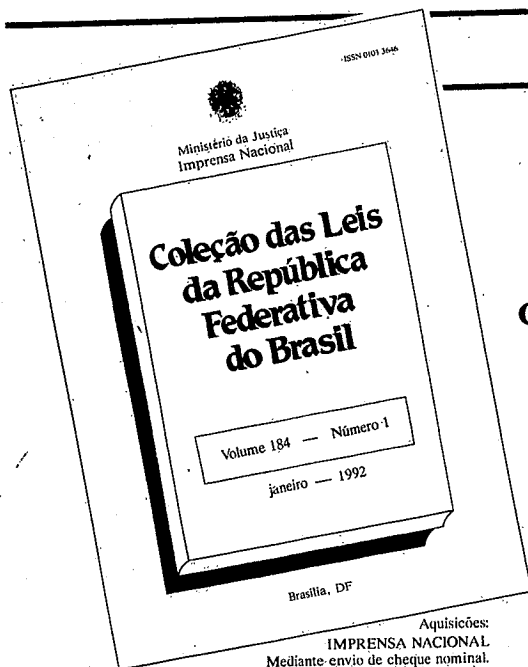 ISSN 0101 3646
Ministério da Justiça
Imprensa Nacional
Coleção das Leis
da República
Federativa
do Brasil
Volume 184 — Número 1
janeiro — 1992
Brasília, DF
Aquisicões:
IMPRENSA NACIONAL
Mediante envio de cheque nominal.